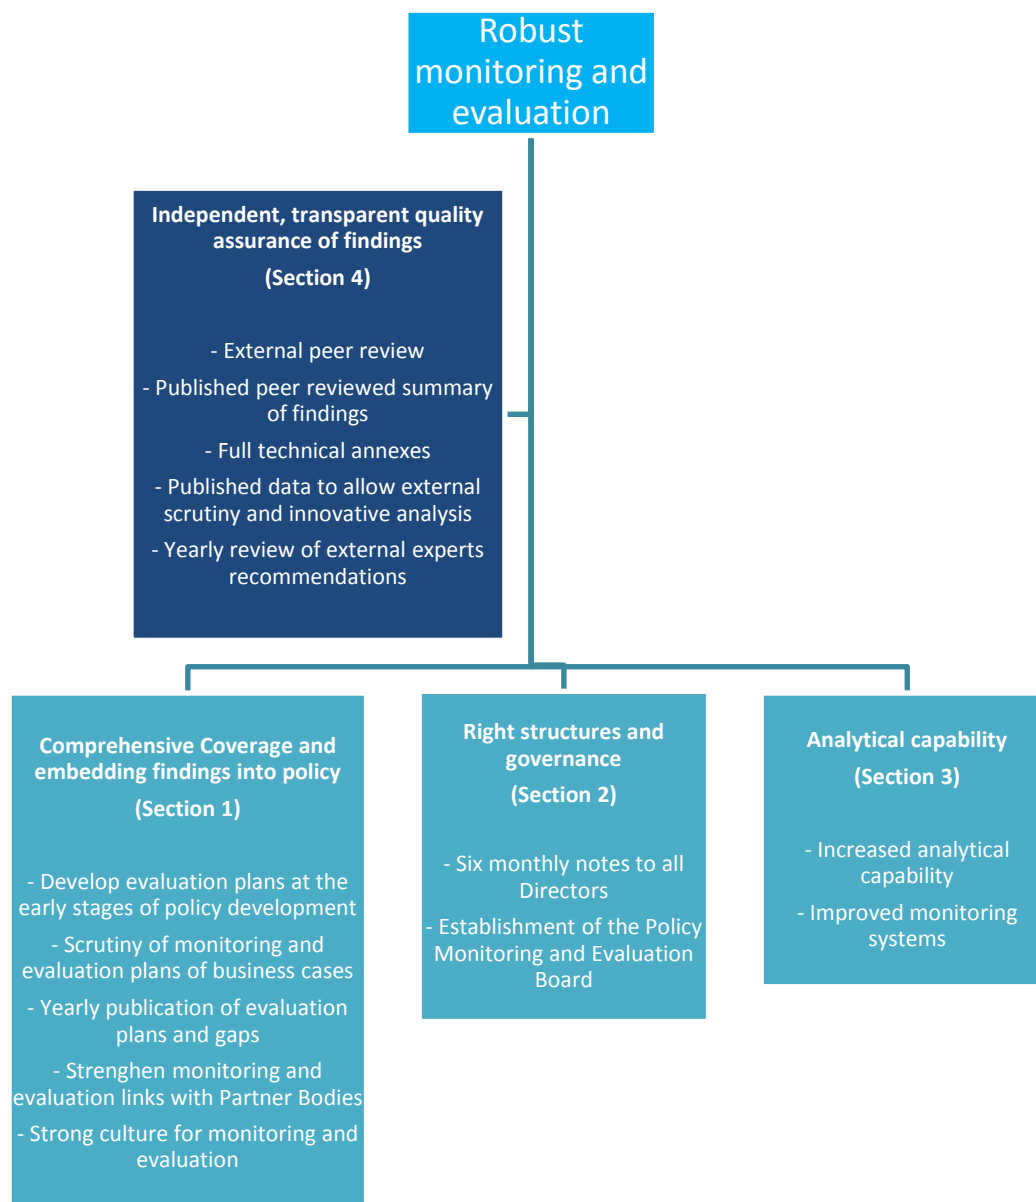 Robust
monitoring and
evaluation
Independent, transparent quality
assurance of findings
(Section 4)
- External peer review
- Published peer reviewed summary
of findings
- Full technical annexes
- Published data to allow external
scrutiny and innovative analysis
- Yearly review of external experts
recommendations
Comprehensive Coverage and
embedding findings into policy
(Section 1)
- Develop evaluation plans at the
early stages of policy development
- Scrutiny of monitoring and
evaluation plans of business cases
- Yearly publication of evaluation
plans and gaps
- Strenghen monitoring and
evaluation links with Partner Bodies
- Strong culture for monitoring and
evaluation
Right structures and
governance
(Section 2)
- Six monthly notes to all
Directors
- Establishment of the Policy
Monitoring and Evaluation
Board
Analytical capability
(Section 3)
- Increased analytical
capability
- Improved monitoring
systems